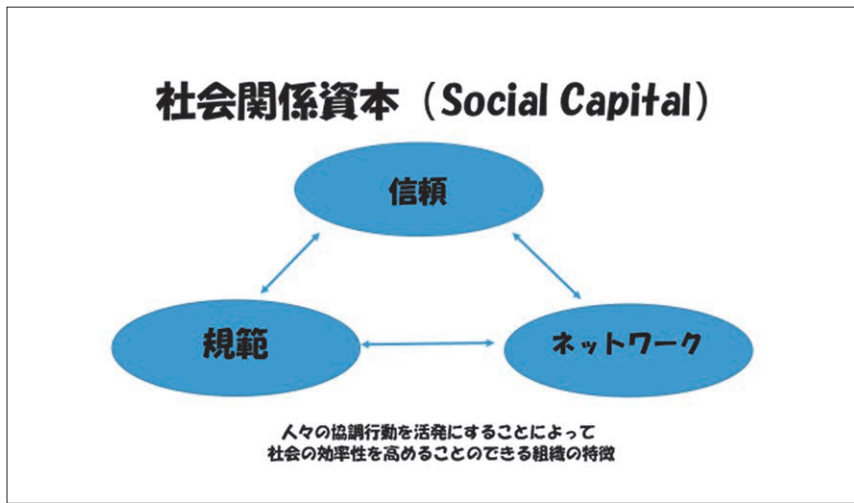 社会関係資本（Social Capital）
信頼
規範
ネットワーク
人々の協調行動を活発にすることによって
社会の効率性を高めることのできる組織の特徴